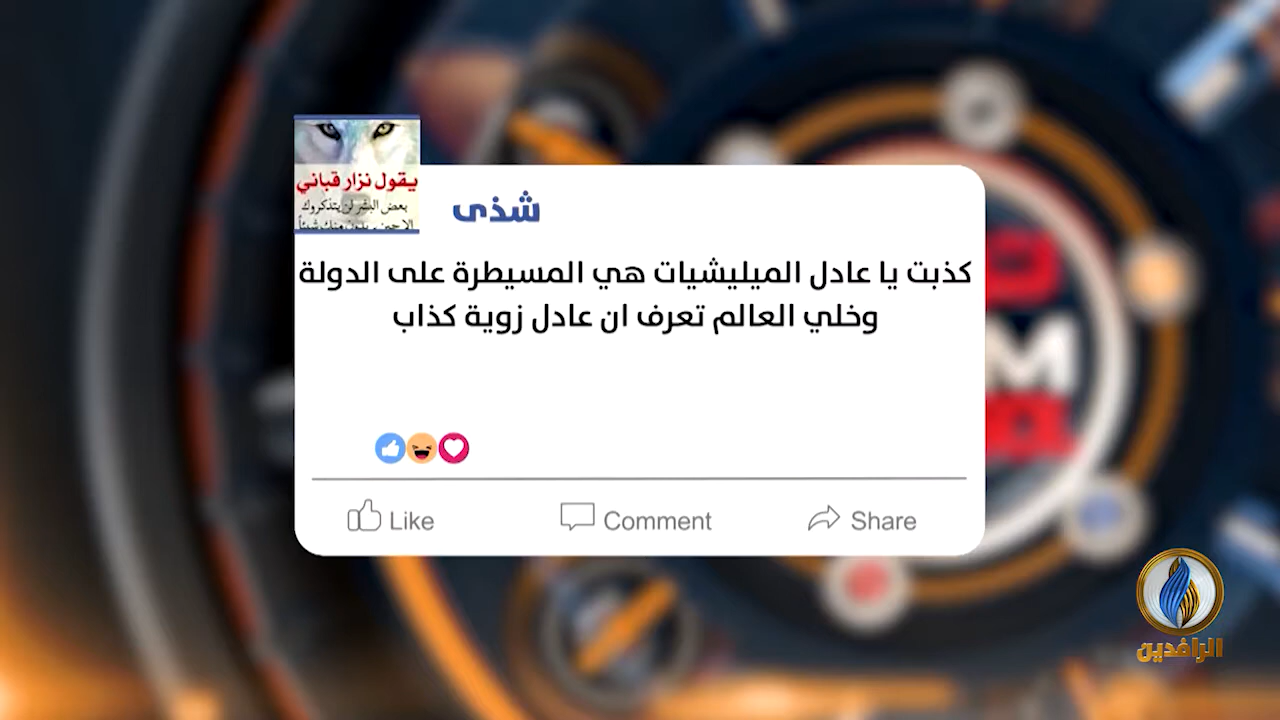 يقول نزار قباني
بعض البشر لن يتذكروك
شذى
كذبت يا عادل الميليشيات هي المسيطرة على الدولة
وخلي العالم تعرف ان عادل زوية كذاب
Like
Comment
Share
الرافدين